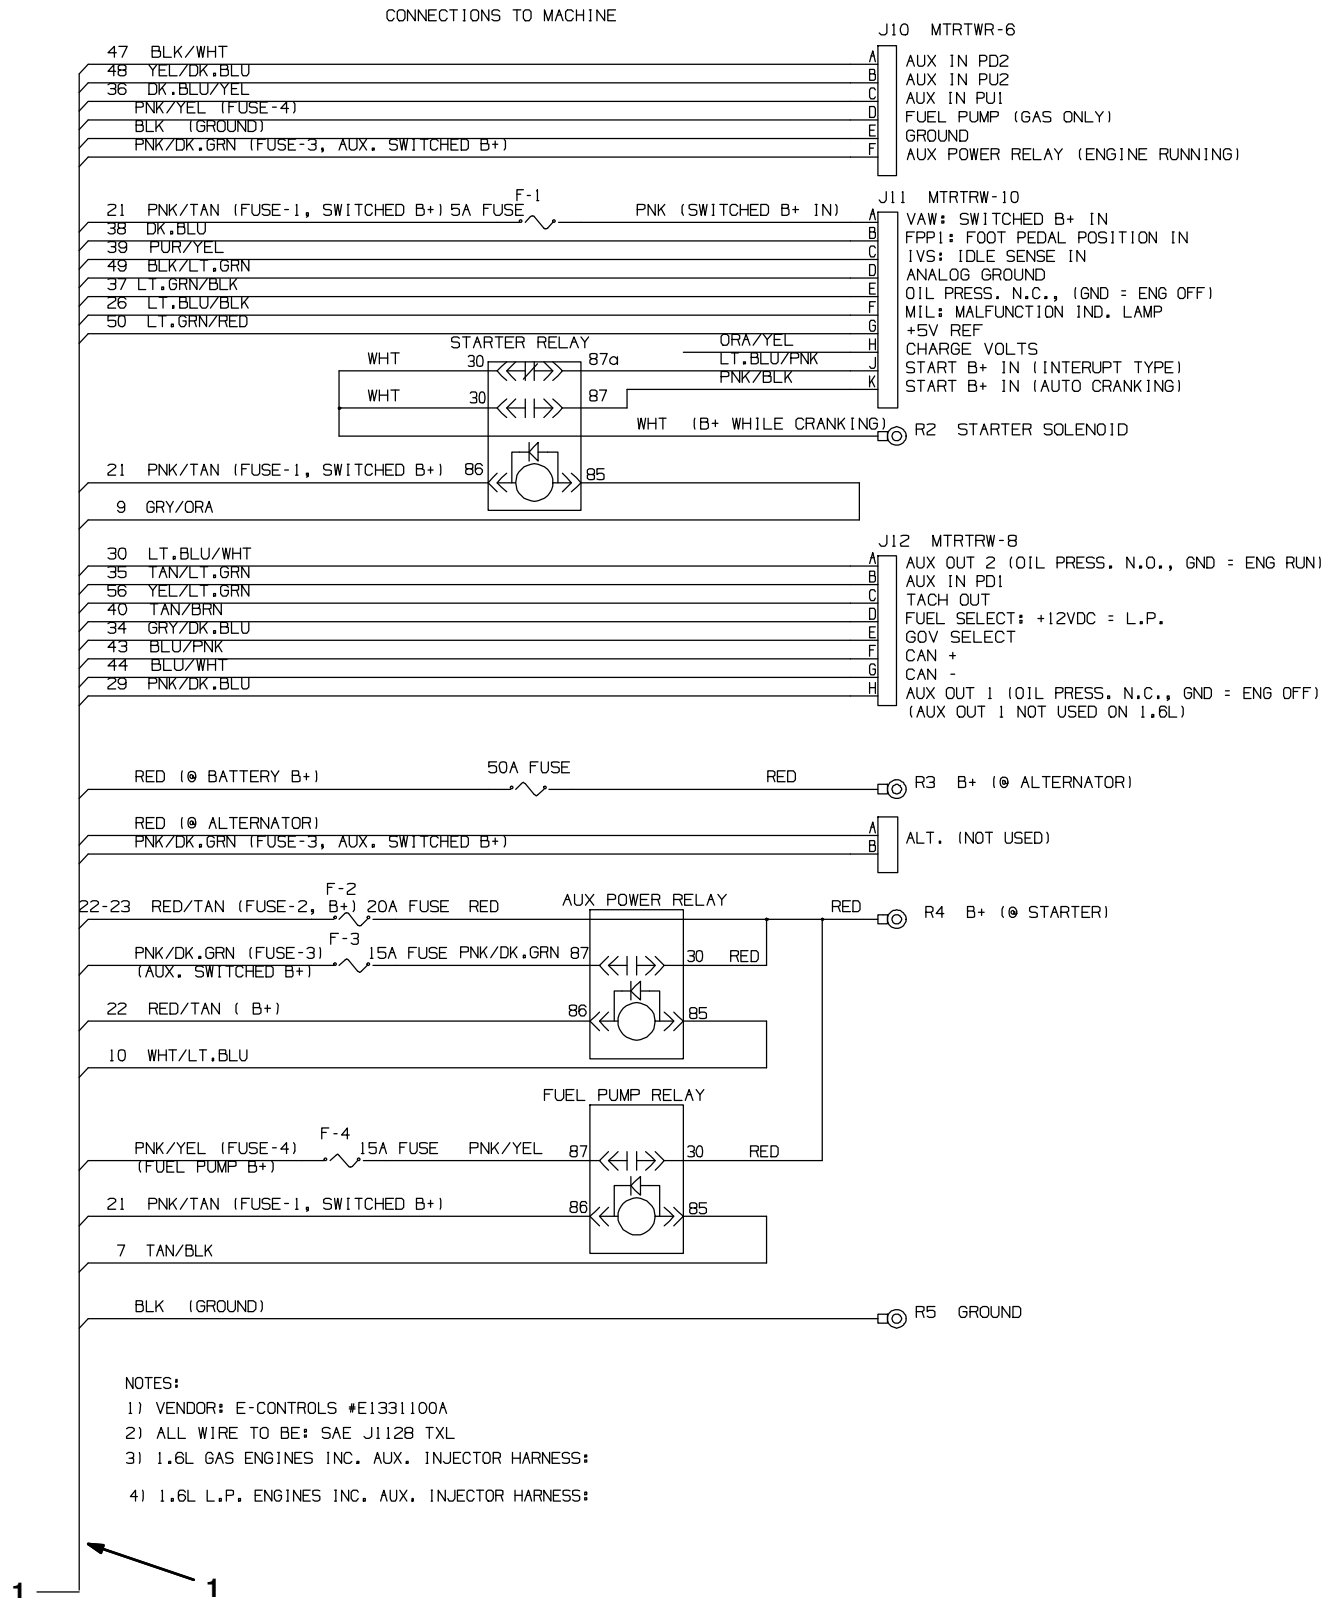 CONNECTIONS TO MACHINE
J10 MTRTWR-6
47 BLK/WHT A AUX IN PD2
48 YEL/DK.BLU B AUX IN PU2
36 DK.BLU/YEL C AUX IN PU1
PNK/YEL (FUSE-4) D FUEL PUMP (GAS ONLY)
BLK (GROUND) E GROUND
PNK/DK.GRN (FUSE-3, AUX. SWITCHED B+) F AUX POWER RELAY (ENGINE RUNNING)
F-1 J11 MTRTRW-10
21 PNK/TAN (FUSE-1, SWITCHED B+) 5A FUSE PNK (SWITCHED B+ IN) A VAW: SWITCHED B+ IN
38 DK.BLU B FPP1: FOOT PEDAL POSITION IN
39 PUR/YEL C IVS: IDLE SENSE IN
49 BLK/LT.GRN D ANALOG GROUND
37 LT.GRN/BLK E OIL PRESS. N.C., (GND = ENG OFF)
26 LT.BLU/BLK F MIL: MALFUNCTION IND. LAMP
50 LT.GRN/RED G +5V REF
STARTER RELAY ORA/YEL H CHARGE VOLTS
WHT 30 87a LT.BLU/PNK J START B+ IN (INTERUPT TYPE)
PNK/BLK K START B+ IN (AUTO CRANKING)
WHT 30 87
WHT (B+ WHILE CRANKING) R2 STARTER SOLENOID
21 PNK/TAN (FUSE-1, SWITCHED B+) 86 85
9 GRY/ORA
J12 MTRTRW-8
30 LT.BLU/WHT A AUX OUT 2 (OIL PRESS. N.O., GND = ENG RUN)
35 TAN/LT.GRN B AUX IN PD1
56 YEL/LT.GRN C TACH OUT
40 TAN/BRN D FUEL SELECT: +12VDC = L.P.
34 GRY/DK.BLU E GOV SELECT
43 BLU/PNK F CAN +
44 BLU/WHT G CAN -
29 PNK/DK.BLU H AUX OUT 1 (OIL PRESS. N.C., GND = ENG OFF)
(AUX OUT 1 NOT USED ON 1.6L)
50A FUSE
RED (@ BATTERY B+) RED R3 B+ (@ ALTERNATOR)
RED (@ ALTERNATOR) A
PNK/DK.GRN (FUSE-3, AUX. SWITCHED B+) B ALT. (NOT USED)
F-2 AUX POWER RELAY
22-23 RED/TAN (FUSE-2, B+) 20A FUSE RED RED R4 B+ (@ STARTER)
F-3
PNK/DK.GRN (FUSE-3) 15A FUSE PNK/DK.GRN 87 30 RED
(AUX. SWITCHED B+)
22 RED/TAN ( B+) 86 85
10 WHT/LT.BLU
FUEL PUMP RELAY
F-4
PNK/YEL (FUSE-4) 15A FUSE PNK/YEL 87 30 RED
(FUEL PUMP B+)
21 PNK/TAN (FUSE-1, SWITCHED B+) 86 85
7 TAN/BLK
BLK (GROUND) R5 GROUND
NOTES:
1) VENDOR: E-CONTROLS #E1331100A
2) ALL WIRE TO BE: SAE J1128 TXL
3) 1.6L GAS ENGINES INC. AUX. INJECTOR HARNESS:
4) 1.6L L.P. ENGINES INC. AUX. INJECTOR HARNESS:
1 1